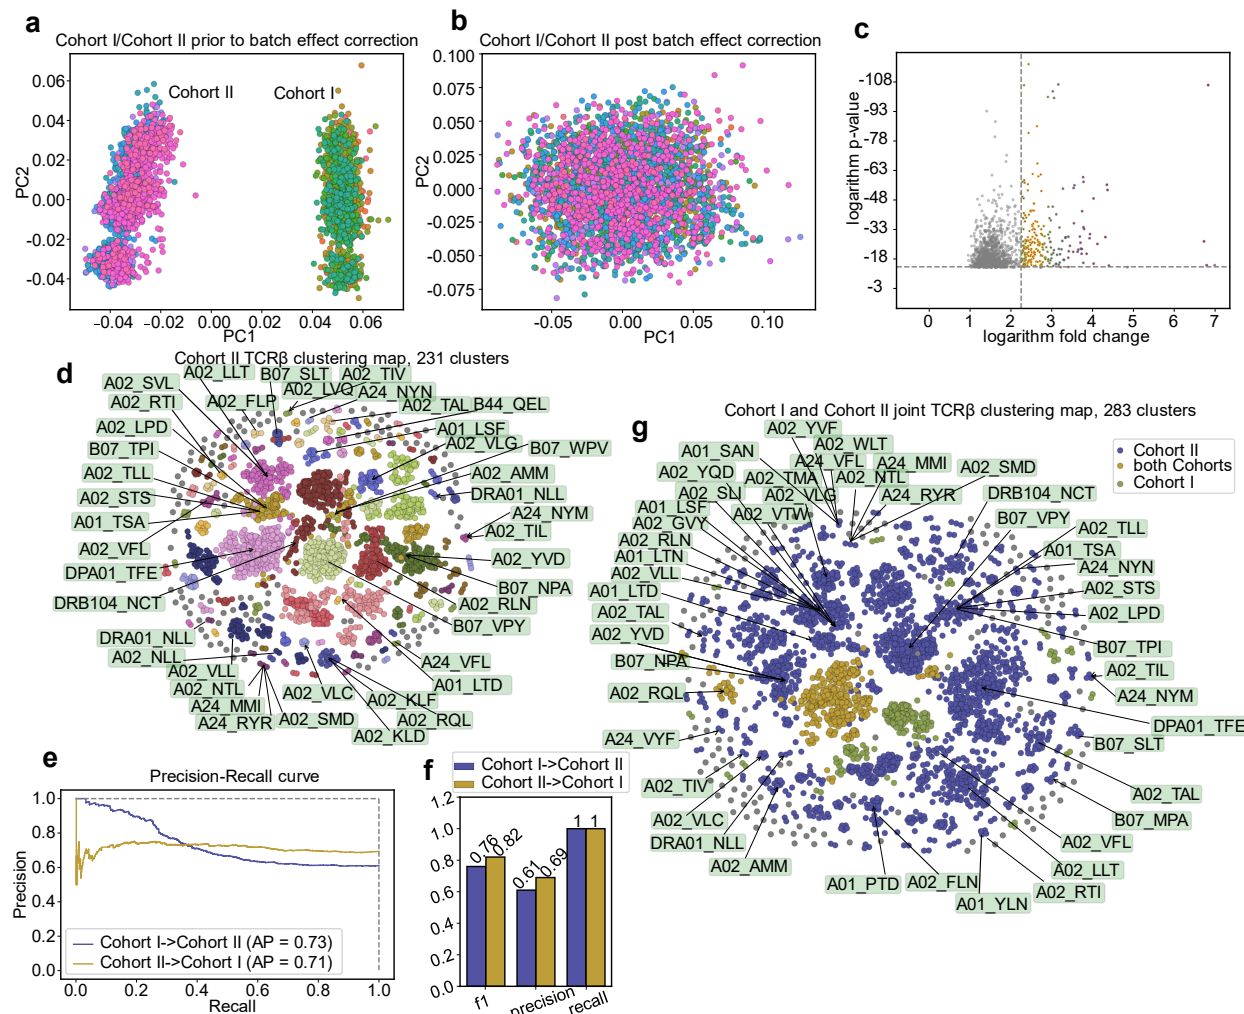 a
Cohort I/Cohort II prior to batch effect correction
Cohort II
Cohort I
0.06
0.04
0.02
0.00
−0.02
−0.04
PC2
−0.04
−0.02
0.00
0.02
0.04
0.06
PC1
b
Cohort I/Cohort II post batch effect correction
0.100
0.075
0.050
0.025
0.000
-0.025
-0.050
-0.075
PC2
-0.05
0.00
0.05
0.10
PC1
c
-108
-93
-78
-63
-48
-33
-18
-3
logarithm p-value
0 1 2 3 4 5 6 7
logarithm fold change
d
Cohort II TCRβ clustering map, 231 clusters
A02_LLT
B07_SLT
A02_TIV
A02_SVL
A02_LVQ
A24_NYN
A02_RTI
A02_FLP
A02_TAL
B44_QEL
A02_LPD
A01_LSF
A02_VLG
B07_TPI
B07_WPV
A02_TLL
A02_AMM
A02_STS
DRA01_NLL
A01_TSA
A24_NYM
A02_TIL
A02_VFL
A02_YVD
DPA01_TFE
B07_NPA
DRB104_NCT
A02_RLN
B07_VPY
DRA01_NLL
A02_NLL
A24_VFL
A02_VLL
A01_LTD
A02_NTL
A02_VLC
A02_KLF
A24_MMI
A24_RYR
A02_SMD
A02_RQL
A02_KLD
g
Cohort I and Cohort II joint TCRβ clustering map, 283 clusters
Cohort II
both Cohorts
Cohort I
A02_YVF
A02_WLT
A01_SAN
A24_VFL
A24_MMI
A02_YQD
A02_TMA
A02_NTL
A02_SMD
A02_SLI
A02_VLG
A24_RYR
DRB104_NCT
A01_LSF
A02_VTW
B07_VPY
A02_GVY
A02_TLL
A02_RLN
A01_TSA
A01_LTN
A24_NYN
A02_VLL
A02_STS
A01_LTD
A02_TAL
A02_LPD
A02_YVD
B07_TPI
B07_NPA
A02_TIL
A02_RQL
A24_NYM
DPA01_TFE
A24_VYF
B07_SLT
A02_TIV
A02_TAL
A02_VLC
B07_MPA
DRA01_NLL
A02_VFL
A02_AMM
A02_LLT
A01_PTD
A02_FLN
A02_RTI
A01_YLN
e
Precision-Recall curve
1.0
0.8
0.6
0.4
0.2
0.0
Precision
Cohort I->Cohort II (AP = 0.73)
Cohort II->Cohort I (AP = 0.71)
0.0 0.2 0.4 0.6 0.8 1.0
Recall
f
Cohort I->Cohort II
Cohort II->Cohort I
1.2
1.0
0.8
0.6
0.4
0.2
0.0
0.76
0.82
0.61
0.69
1
1
f1
precision
recall